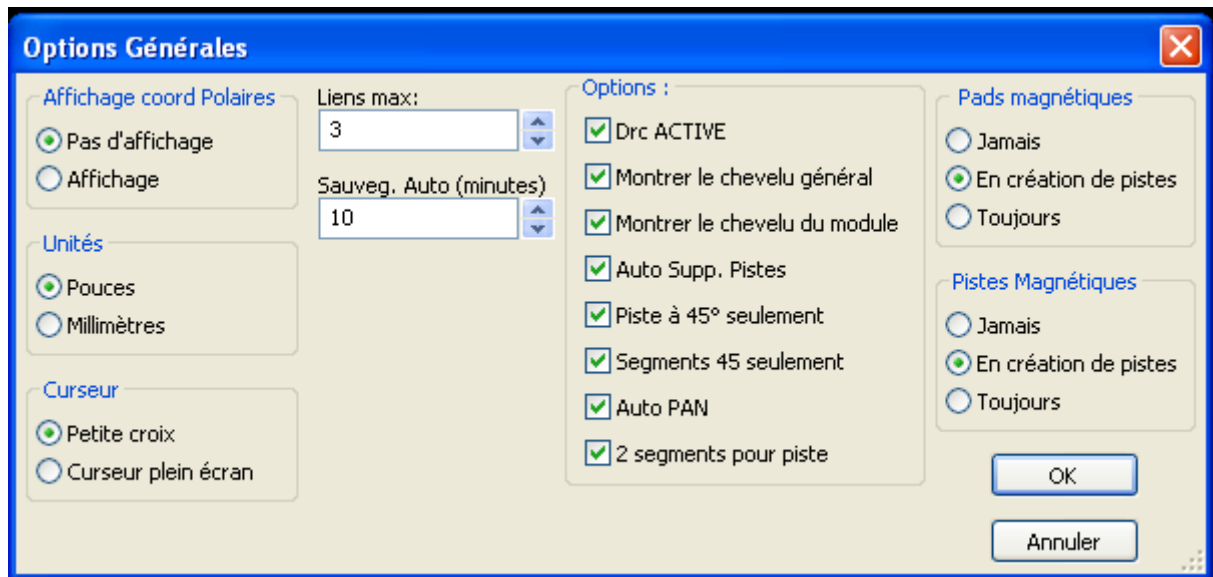 Options Générales
Affichage coord Polaires
Pas d'affichage
Affichage
Unités
Pouces
Millimètres
Curseur
Petite croix
Curseur plein écran
Liens max:
3
Sauveg. Auto (minutes)
10
Options :
Drc ACTIVE
Montrer le chevelu général
Montrer le chevelu du module
Auto Supp. Pistes
Piste à 45° seulement
Segments 45 seulement
Auto PAN
2 segments pour piste
Pads magnétiques
Jamais
En création de pistes
Toujours
Pistes Magnétiques
Jamais
En création de pistes
Toujours
OK
Annuler